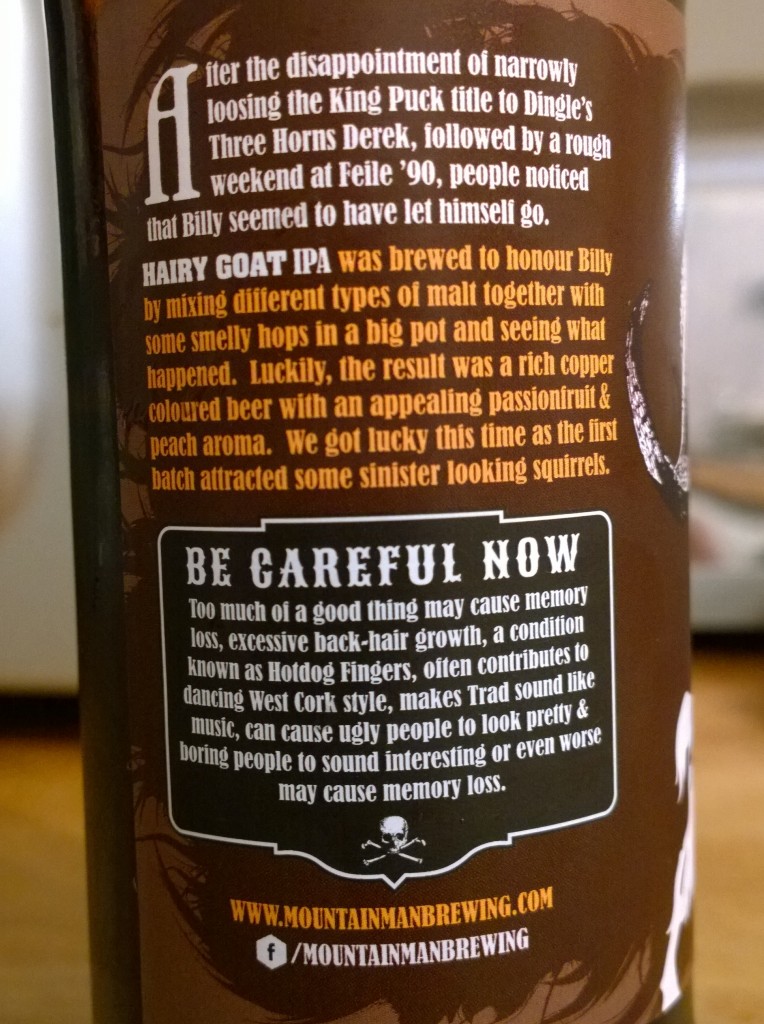 After the disappointment of narrowly
loosing the King Puck title to Dingle's
Three Horns Derek, followed by a rough
weekend at Feile '90, people noticed
that Billy seemed to have let himself go.
HAIRY GOAT IPA was brewed to honour Billy
by mixing different types of malt together with
some smelly hops in a big pot and seeing what
happened. Luckily, the result was a rich copper
coloured beer with an appealing passionfruit &
peach aroma. We got lucky this time as the first
batch attracted some sinister looking squirrels.
BE CAREFUL NOW
Too much of a good thing may cause memory
loss, excessive back-hair growth, a condition
known as Hotdog Fingers, often contributes to
dancing West Cork style, makes Trad sound like
music, can cause ugly people to look pretty &
boring people to sound interesting or even worse
may cause memory loss.
WWW.MOUNTAINMANBREWING.COM
f /MOUNTAINMANBREWING